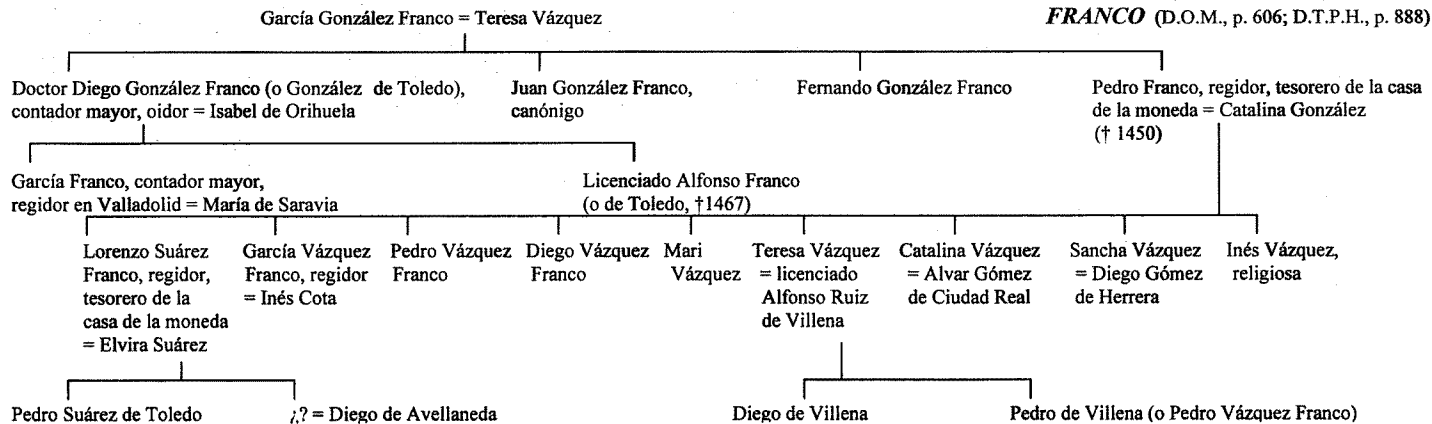 García González Franco = Teresa Vázquez
FRANCO (D.O.M., p. 606; D.T.P.H., p. 888)
Doctor Diego González Franco (o González de Toledo),
contador mayor, oidor = Isabel de Orihuela
Juan González Franco,
canónigo
Fernando González Franco
Pedro Franco, regidor, tesorero de la casa
de la moneda = Catalina González
(† 1450)
García Franco, contador mayor,
regidor en Valladolid = María de Saravia
Licenciado Alfonso Franco
(o de Toledo, †1467)
Lorenzo Suárez
Franco, regidor,
tesorero de la
casa de la moneda
= Elvira Suárez
García Vázquez
Franco, regidor
= Inés Cota
Pedro Vázquez
Franco
Diego Vázquez
Franco
Mari
Vázquez
Teresa Vázquez
= licenciado
Alfonso Ruiz
de Villena
Catalina Vázquez
= Alvar Gómez
de Ciudad Real
Sancha Vázquez
= Diego Gómez
de Herrera
Inés Vázquez,
religiosa
Pedro Suárez de Toledo
¿? = Diego de Avellaneda
Diego de Villena
Pedro de Villena (o Pedro Vázquez Franco)